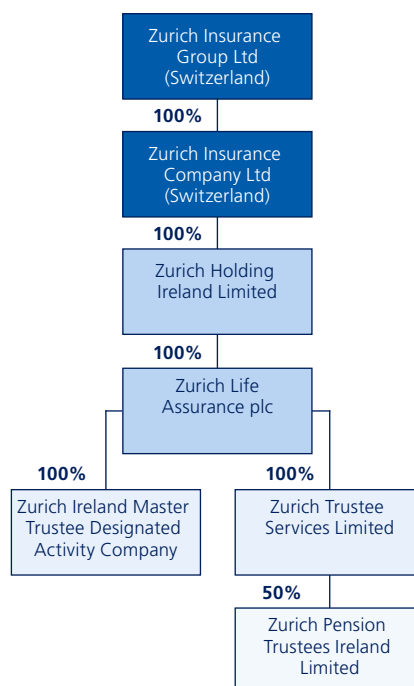 Zurich Insurance
Group Ltd
(Switzerland)
100%
Zurich Insurance
Company Ltd
(Switzerland)
100%
Zurich Holding
Ireland Limited
100%
Zurich Life
Assurance plc
100%
Zurich Ireland Master
Trustee Designated
Activity Company
100%
Zurich Trustee
Services Limited
50%
Zurich Pension
Trustees Ireland
Limited